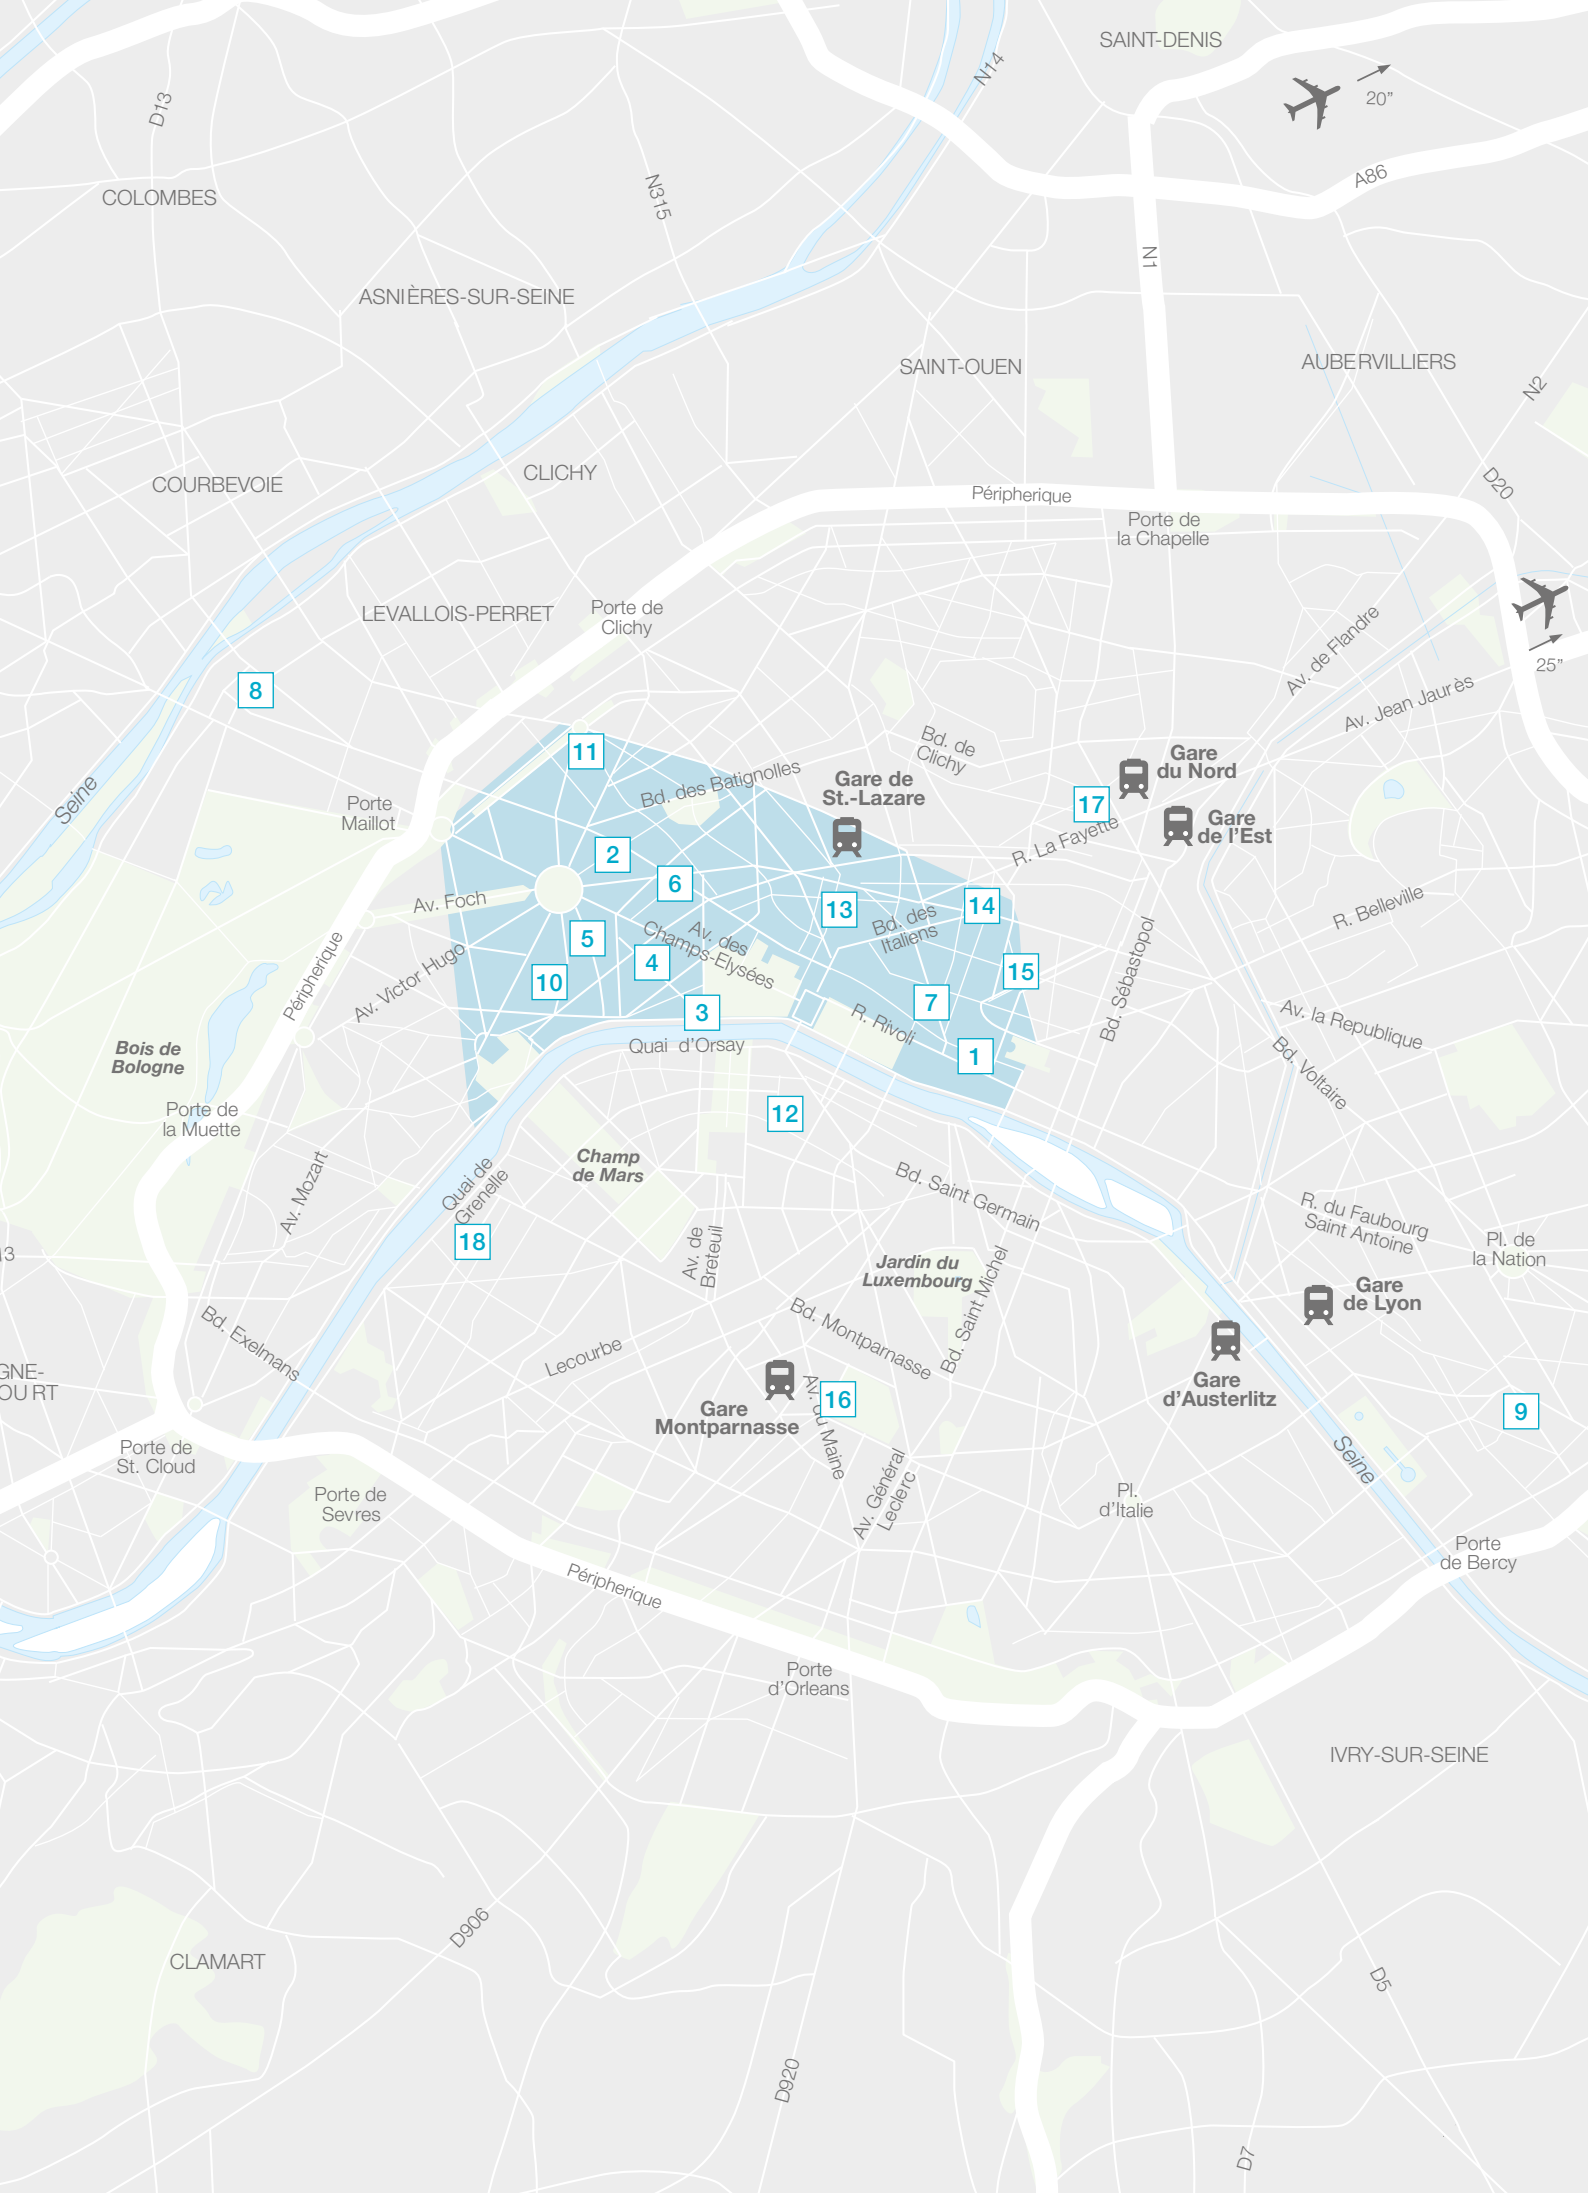 SAINT-DENIS
N14
20”
D13
A86
COLOMBES
N315
N1
ASNIÈRES-SUR-SEINE
SAINT-OUEN
AUBERVILLIERS
N2
CLICHY
COURBEVOIE
D20
Péripherique
Porte de
la Chapelle
LEVALLOIS-PERRET
Porte de
Clichy
Av. de Flandre
25”
8
Av. Jean Jaurès
11
Bd. de
Clichy
Gare
du Nord
Bd. des Batignolles
Gare de
St.-Lazare
Seine
Porte
Maillot
17
Gare
de l’Est
R. La Fayette
2
6
Av. Foch
13
14
Bd. des
Italiens
R. Belleville
5
Av. des
Champs-Elysées
4
Péripherique
Av. Victor Hugo
10
15
Bd. Sébastopol
7
3
R. Rivoli
Av. la Republique
Quai d’Orsay
1
Bois de
Bologne
Bd. Voltaire
Porte de
la Muette
12
Champ
de Mars
Av. Mozart
Quai de
Grenelle
Bd. Saint Germain
R. du Faubourg
Saint Antoine
18
Av. de
Breteuil
Pl. de
la Nation
13
Jardin du
Luxembourg
Bd. Saint Michel
Gare
de Lyon
Bd. Exelmans
Bd. Montparnasse
Lecourbe
GNE-
OURT
Gare
d’Austerlitz
Gare
Montparnasse
Av. du Maine
16
9
Porte de
St. Cloud
Seine
Porte de
Sevres
Av. Général
Leclerc
Pl.
d’Italie
Porte
de Bercy
Péripherique
Porte
d’Orleans
IVRY-SUR-SEINE
D906
CLAMART
D5
D920
D7